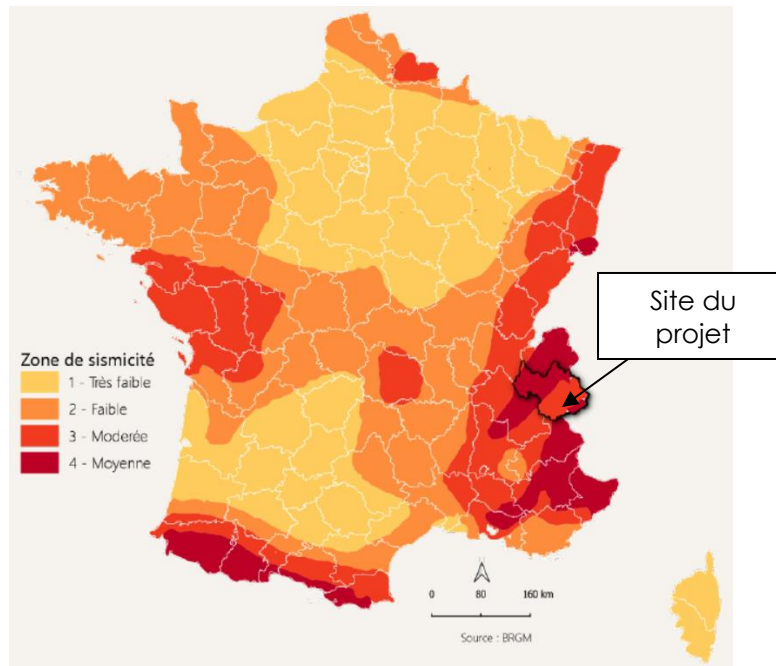 Site du
projet
Zone de sismicité
1 - Très faible
2 - Faible
3 - Moderée
4 - Moyenne
0 80 160 km
Source : BRGM